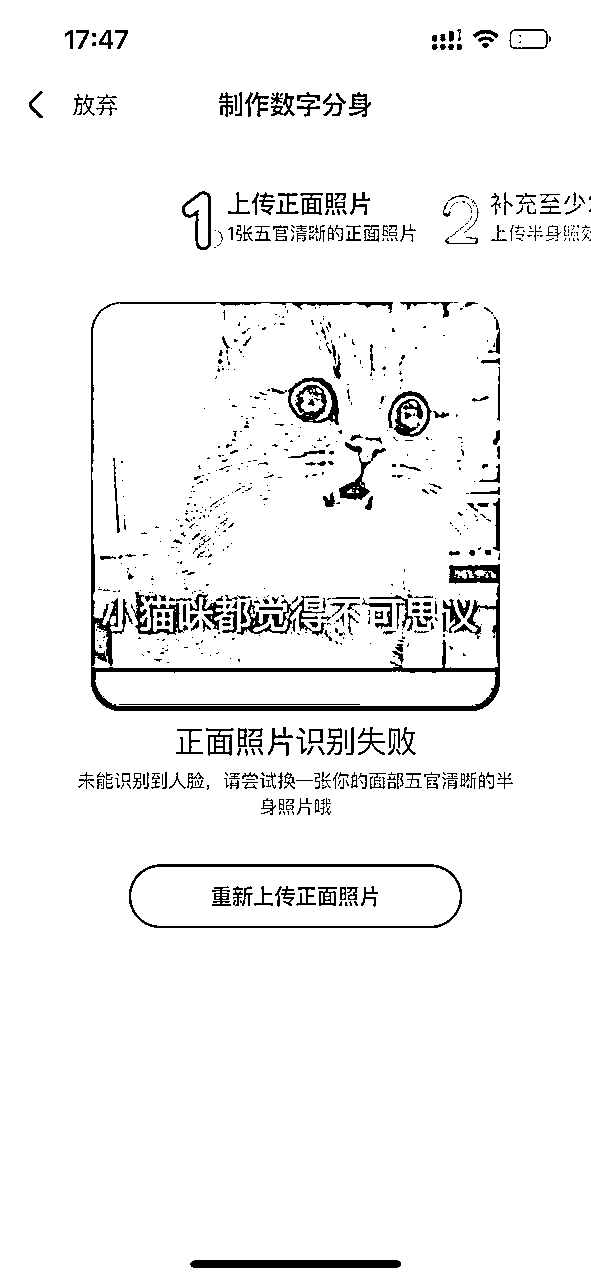 17:47
放弃
制作数字分身
1
上传正面照片
1张五官清晰的正面照片
2
补充至少
上传半身照效
小猫咪都觉得不可思议
正面照片识别失败
未能识别到人脸，请尝试换一张你的面部五官清晰的半
身照片哦
重新上传正面照片